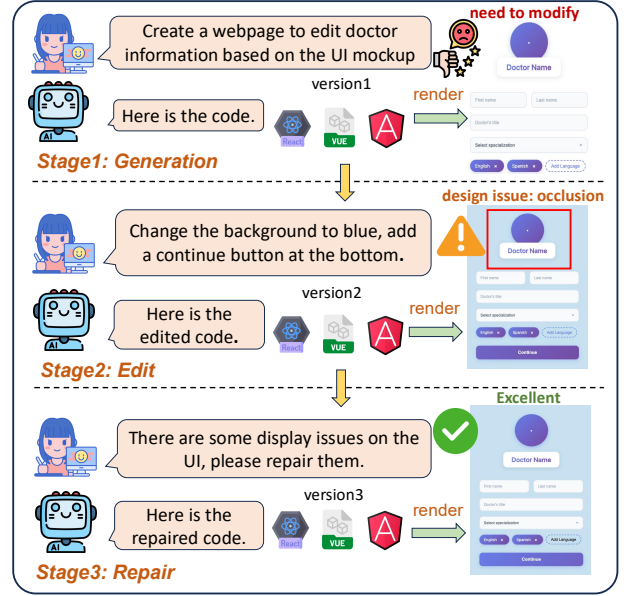 need to modify
Create a webpage to edit doctor
information based on the UI mockup
Doctor Name
version1
render
Here is the code.
AI
React
VUE
First name
Last name
Doctor's title
Select specialization
English ×
Spanish ×
Add Language
Stage1: Generation
design issue: occlusion
Change the background to blue, add
a continue button at the bottom.
Doctor Name
version2
render
Here is the
edited code.
AI
React
VUE
First name
Last name
Doctor's title
Select specialization
English ×
Spanish ×
Add Language
Continue
Stage2: Edit
Excellent
There are some display issues on the
UI, please repair them.
Doctor Name
version3
render
Here is the
repaired code.
AI
React
VUE
First name
Last name
Doctor's title
Select specialization
English ×
Spanish ×
Add Language
Continue
Stage3: Repair